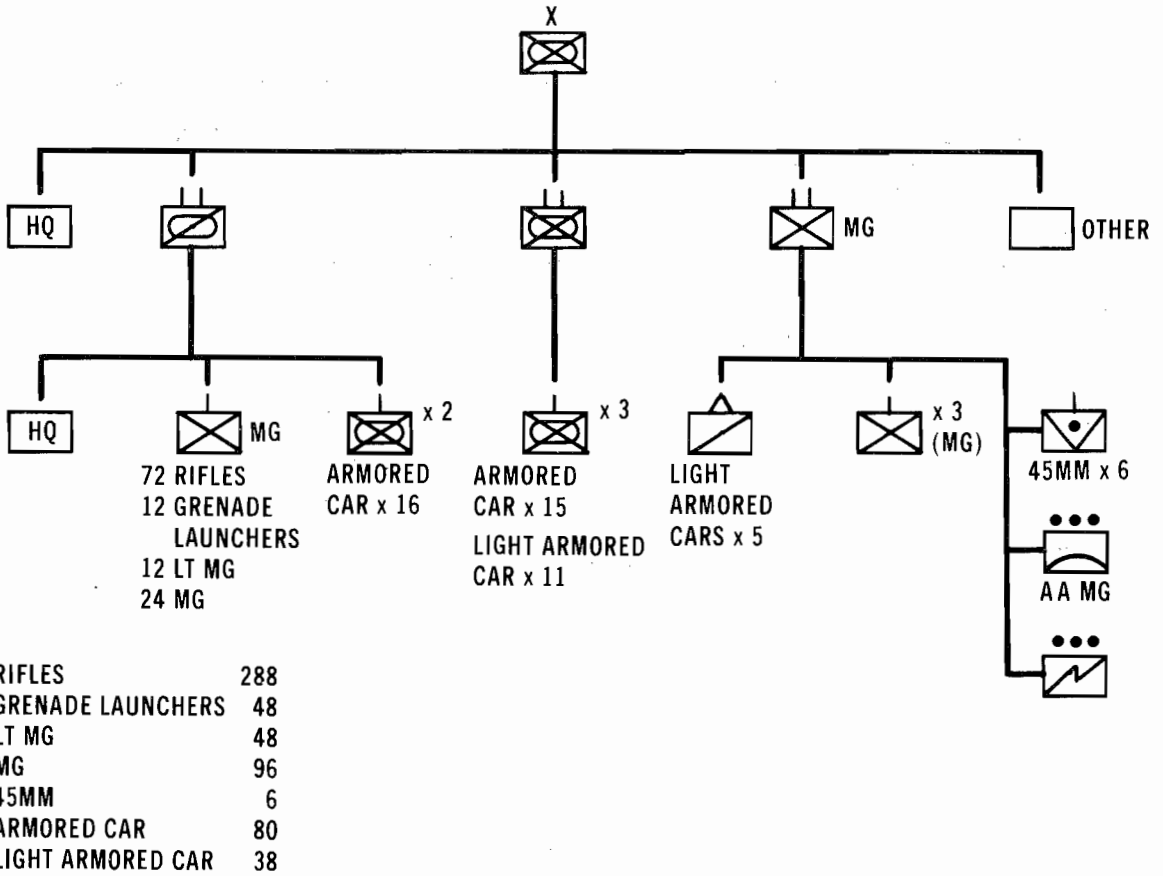 X
HQ
MG
OTHER
HQ
MG
72 RIFLES
12 GRENADE
LAUNCHERS
12 LT MG
24 MG
x 2
ARMORED
CAR x 16
x 3
ARMORED
CAR x 15
LIGHT ARMORED
CAR x 11
LIGHT
ARMORED
CARS x 5
x 3
(MG)
45MM x 6
AA MG
RIFLES 288
GRENADE LAUNCHERS 48
LT MG 48
MG 96
45MM 6
ARMORED CAR 80
LIGHT ARMORED CAR 38